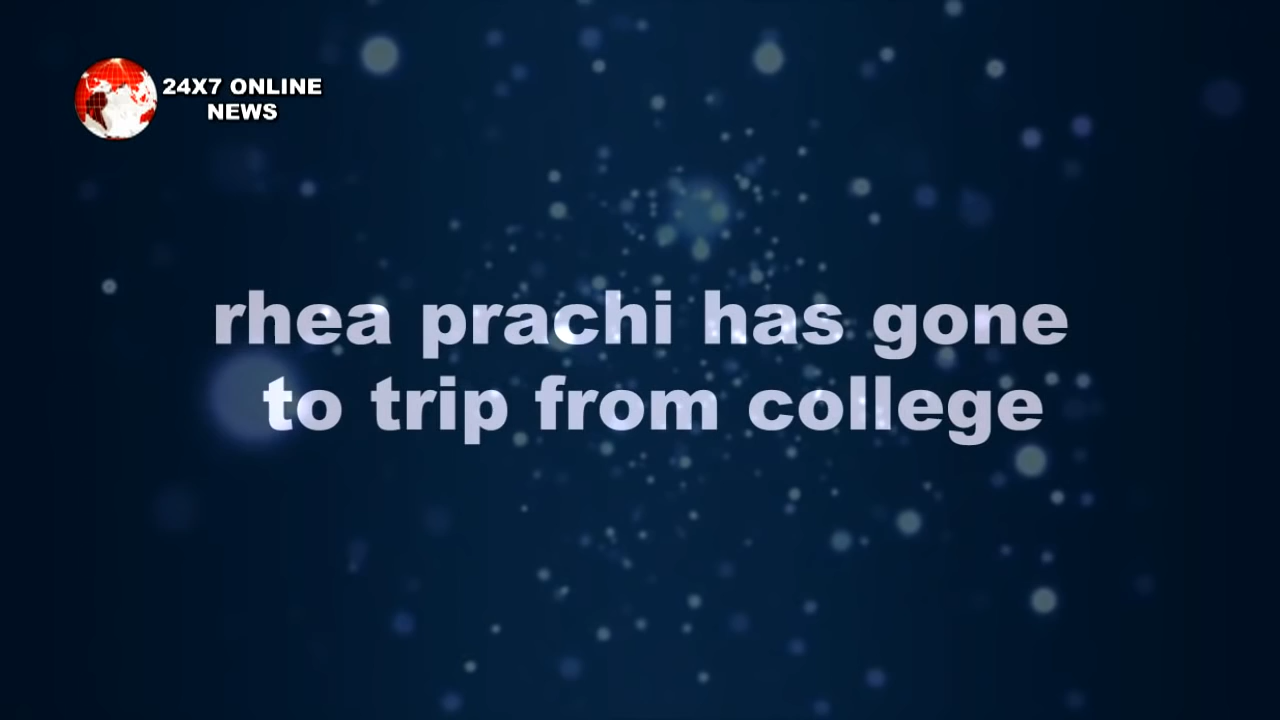 24X7 ONLINE
NEWS
rhea prachi has gone
to trip from college